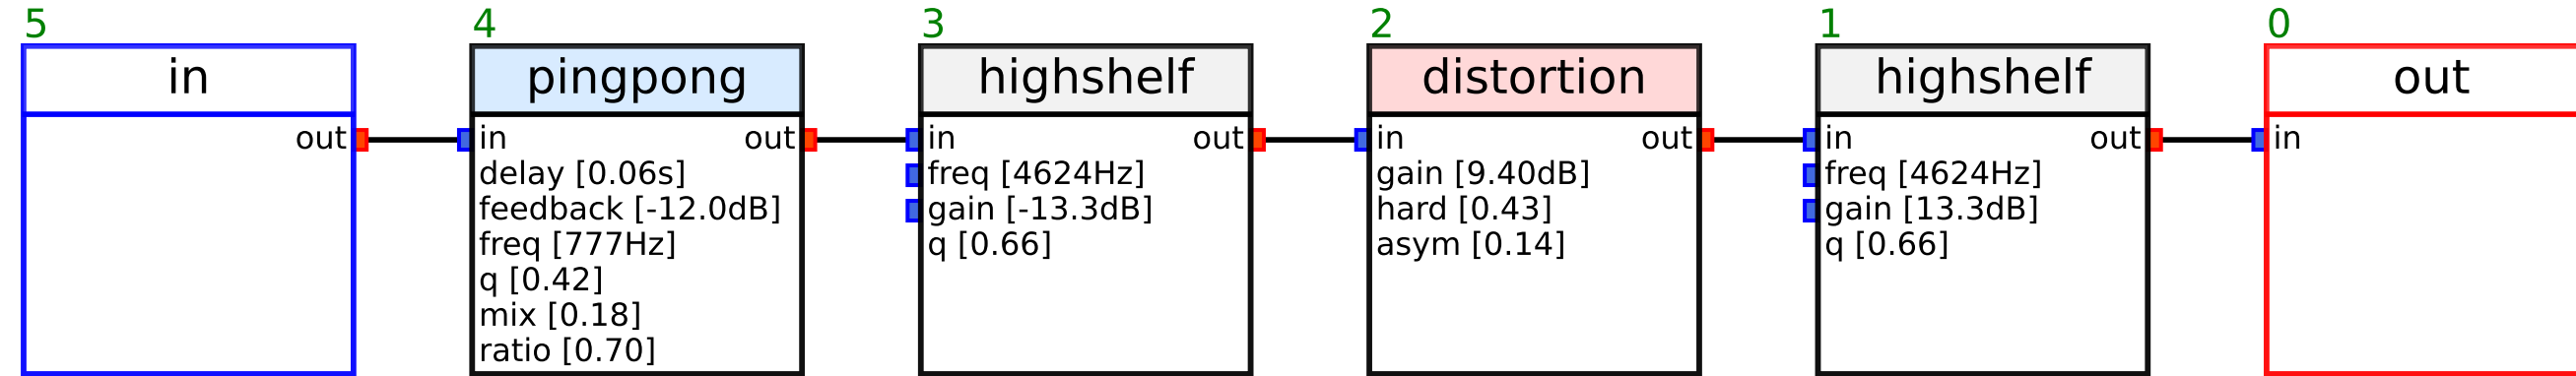 5
in
out
4
pingpong
in out
delay [0.06s]
feedback [-12.0dB]
freq [777Hz]
q [0.42]
mix [0.18]
ratio [0.70]
3
highshelf
in out
freq [4624Hz]
gain [-13.3dB]
q [0.66]
2
distortion
in out
gain [9.40dB]
hard [0.43]
asym [0.14]
1
highshelf
in out
freq [4624Hz]
gain [13.3dB]
q [0.66]
0
out
in